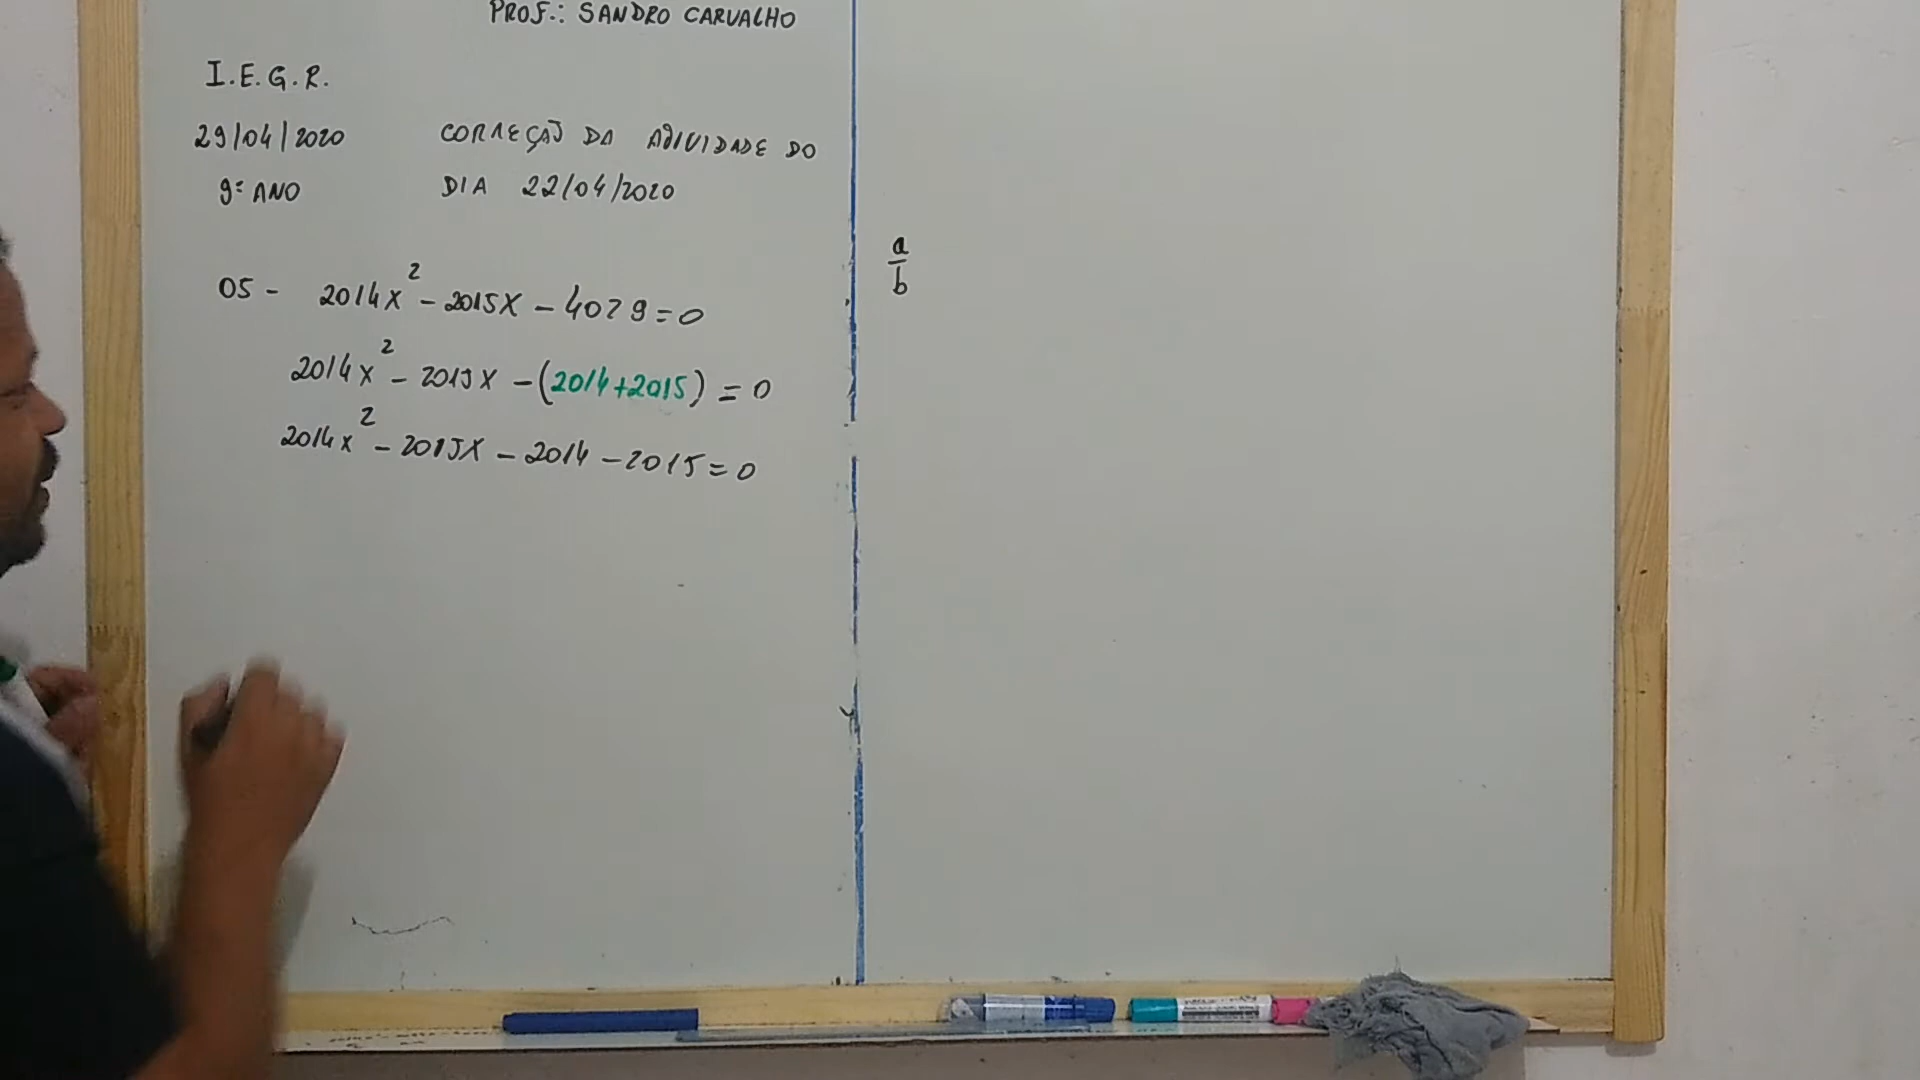 PROF.: SANDRO CARVALHO
I.E.G.R.
29/04/2020 CORREÇÃO DA ATIVIDADE DO
9º ANO DIA 22/04/2020
05 - 2014x² - 2015x - 4029 = 0
2014x² - 2015x - (2014+2015) = 0
2014x² - 2015x - 2014 - 2015 = 0
a
b